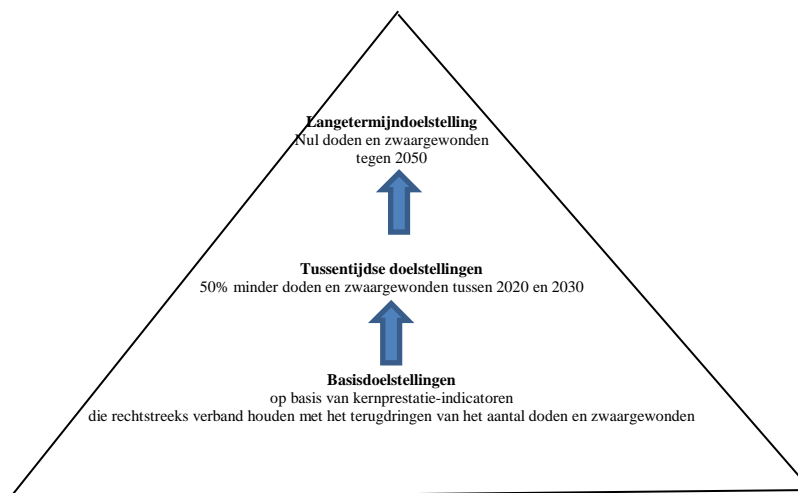 Langetermijndoelstelling
Nul doden en zwaargewonden
tegen 2050
Tussentijdse doelstellingen
50% minder doden en zwaargewonden tussen 2020 en 2030
Basisdoelstellingen
op basis van kernprestatie-indicatoren
die rechtstreeks verband houden met het terugdringen van het aantal doden en zwaargewonden